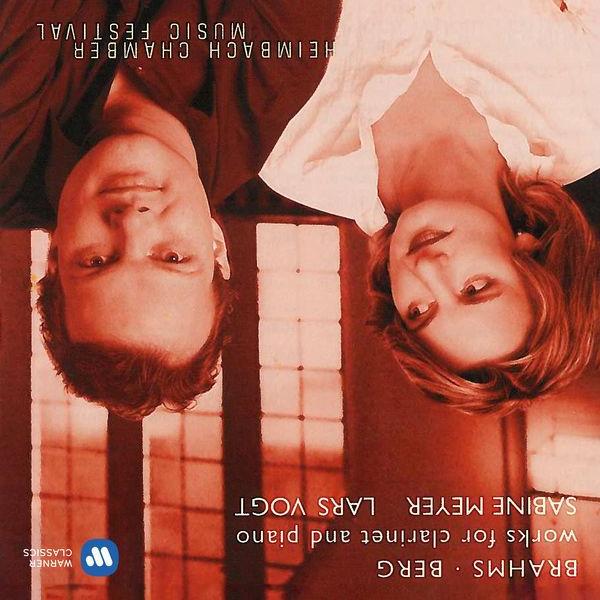 WARNER
CLASSICS
BRAHMS · BERG
works for clarinet and piano
SABINE MEYER LARS VOGT
HEIMBACH CHAMBER
MUSIC FESTIVAL